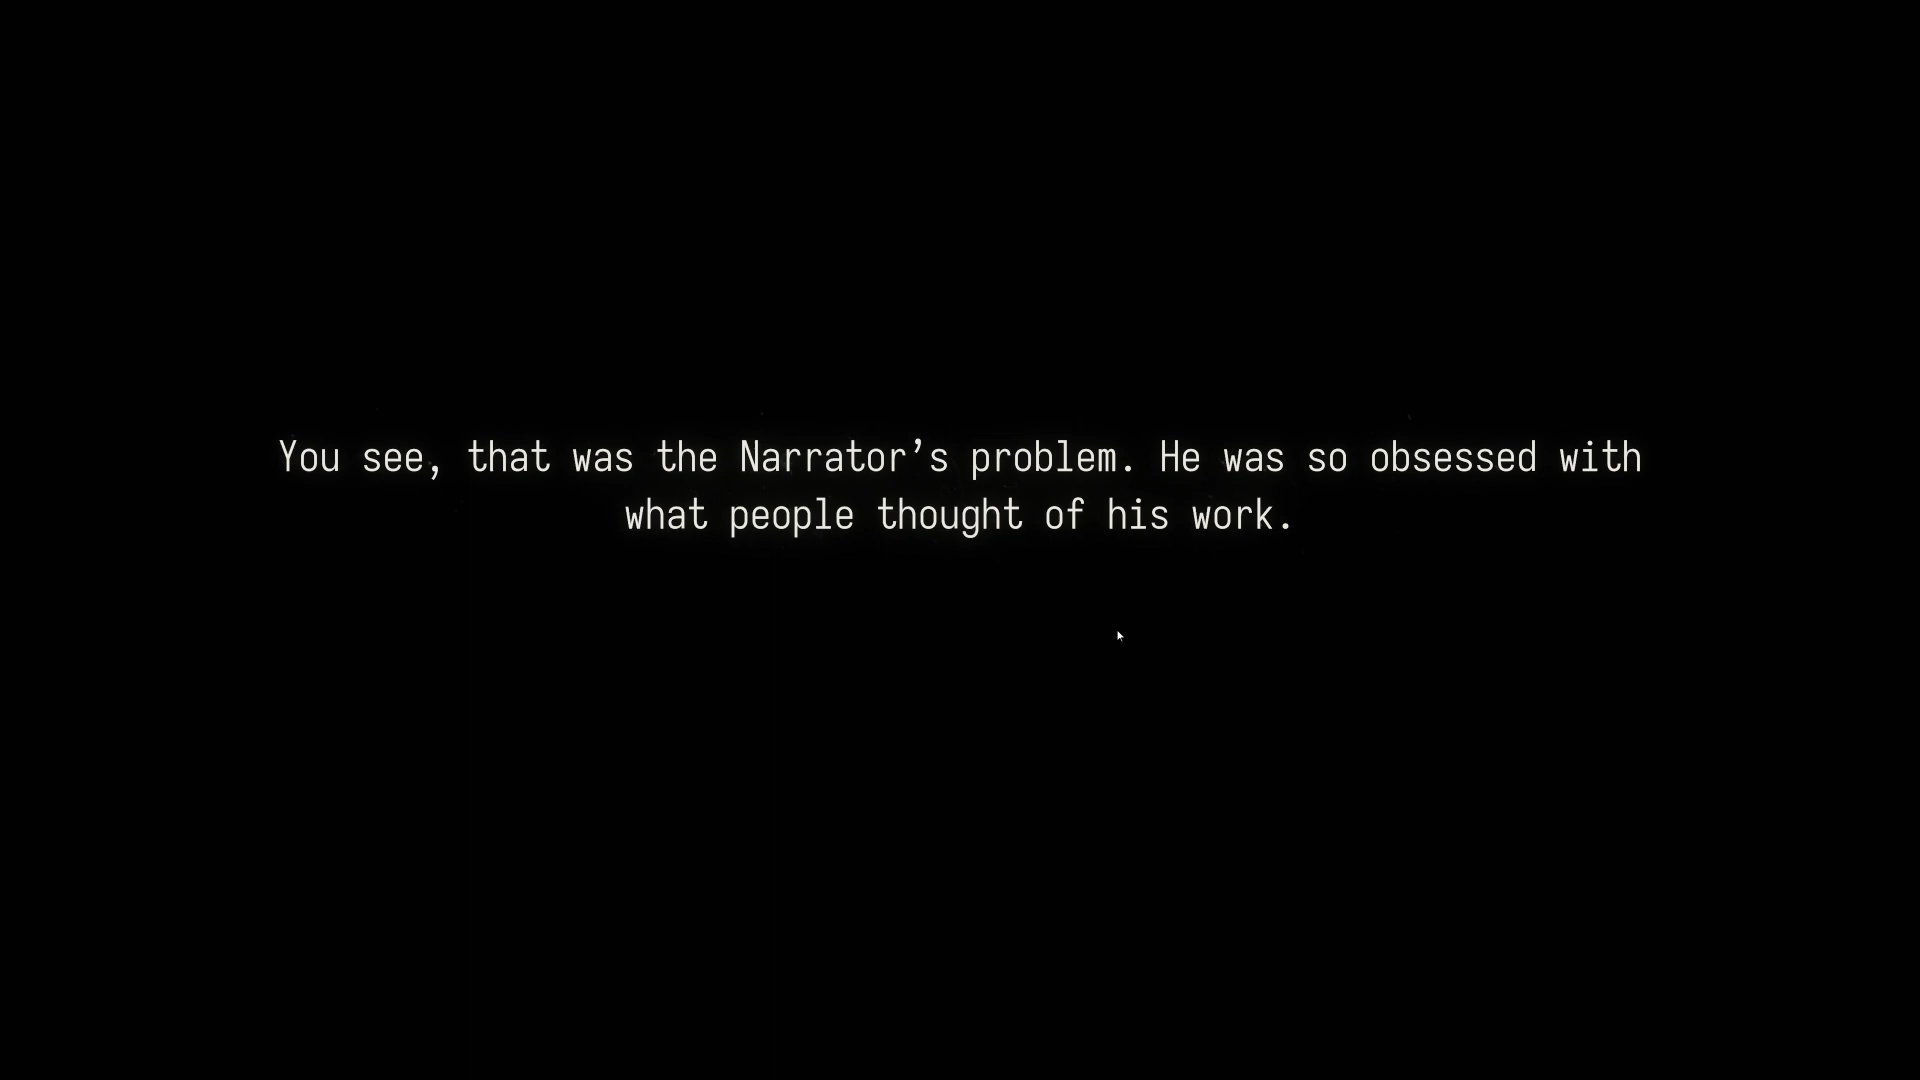 You see, that was the Narrator’s problem. He was so obsessed with
what people thought of his work.